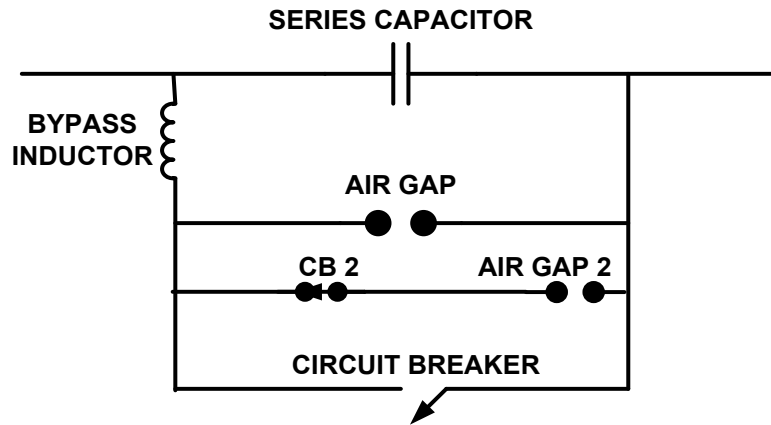 SERIES CAPACITOR
BYPASS
INDUCTOR
AIR GAP
CB 2
AIR GAP 2
CIRCUIT BREAKER